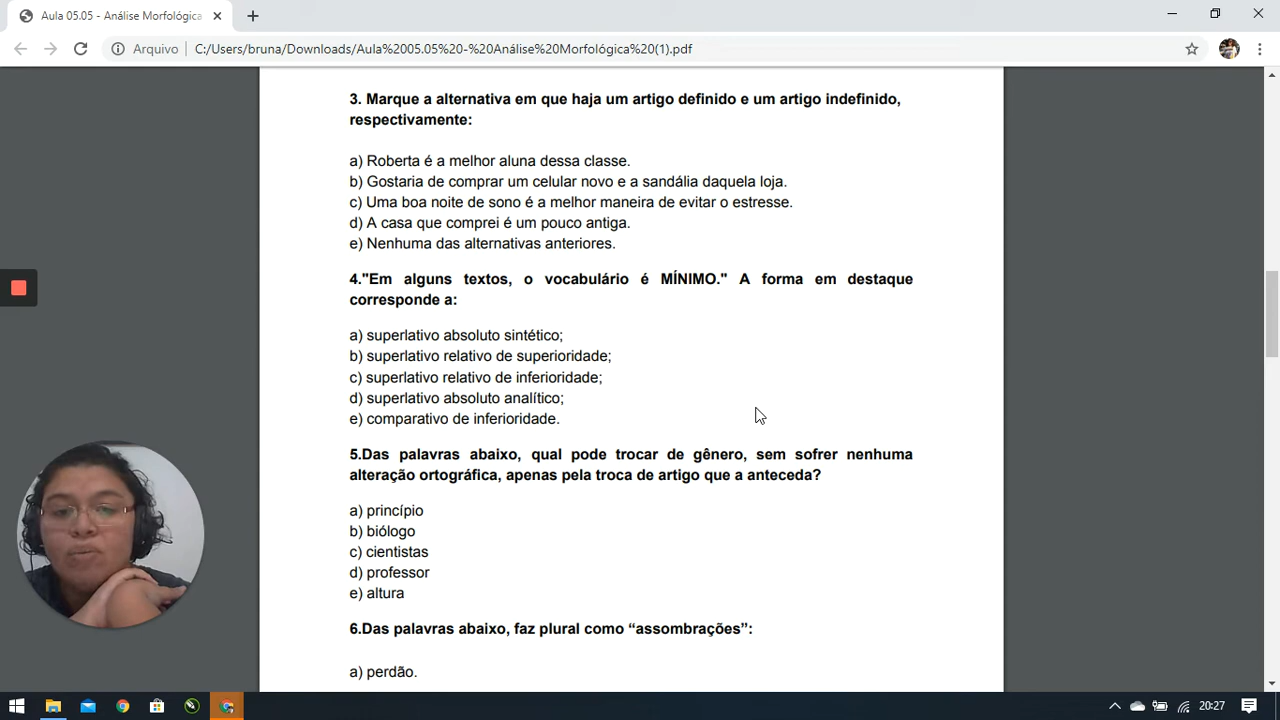 Aula 05.05 - Análise Morfológica
Arquivo
C:/Users/bruna/Downloads/Aula%2005.05%20-%20Análise%20Morfológica%20(1).pdf
3. Marque a alternativa em que haja um artigo definido e um artigo indefinido,
respectivamente:
a) Roberta é a melhor aluna dessa classe.
b) Gostaria de comprar um celular novo e a sandália daquela loja.
c) Uma boa noite de sono é a melhor maneira de evitar o estresse.
d) A casa que comprei é um pouco antiga.
e) Nenhuma das alternativas anteriores.
4."Em alguns textos, o vocabulário é MÍNIMO." A forma em destaque
corresponde a:
a) superlativo absoluto sintético;
b) superlativo relativo de superioridade;
c) superlativo relativo de inferioridade;
d) superlativo absoluto analítico;
e) comparativo de inferioridade.
5.Das palavras abaixo, qual pode trocar de gênero, sem sofrer nenhuma
alteração ortográfica, apenas pela troca de artigo que a anteceda?
a) princípio
b) biólogo
c) cientistas
d) professor
e) altura
6.Das palavras abaixo, faz plural como “assombrações”:
a) perdão.
20:27